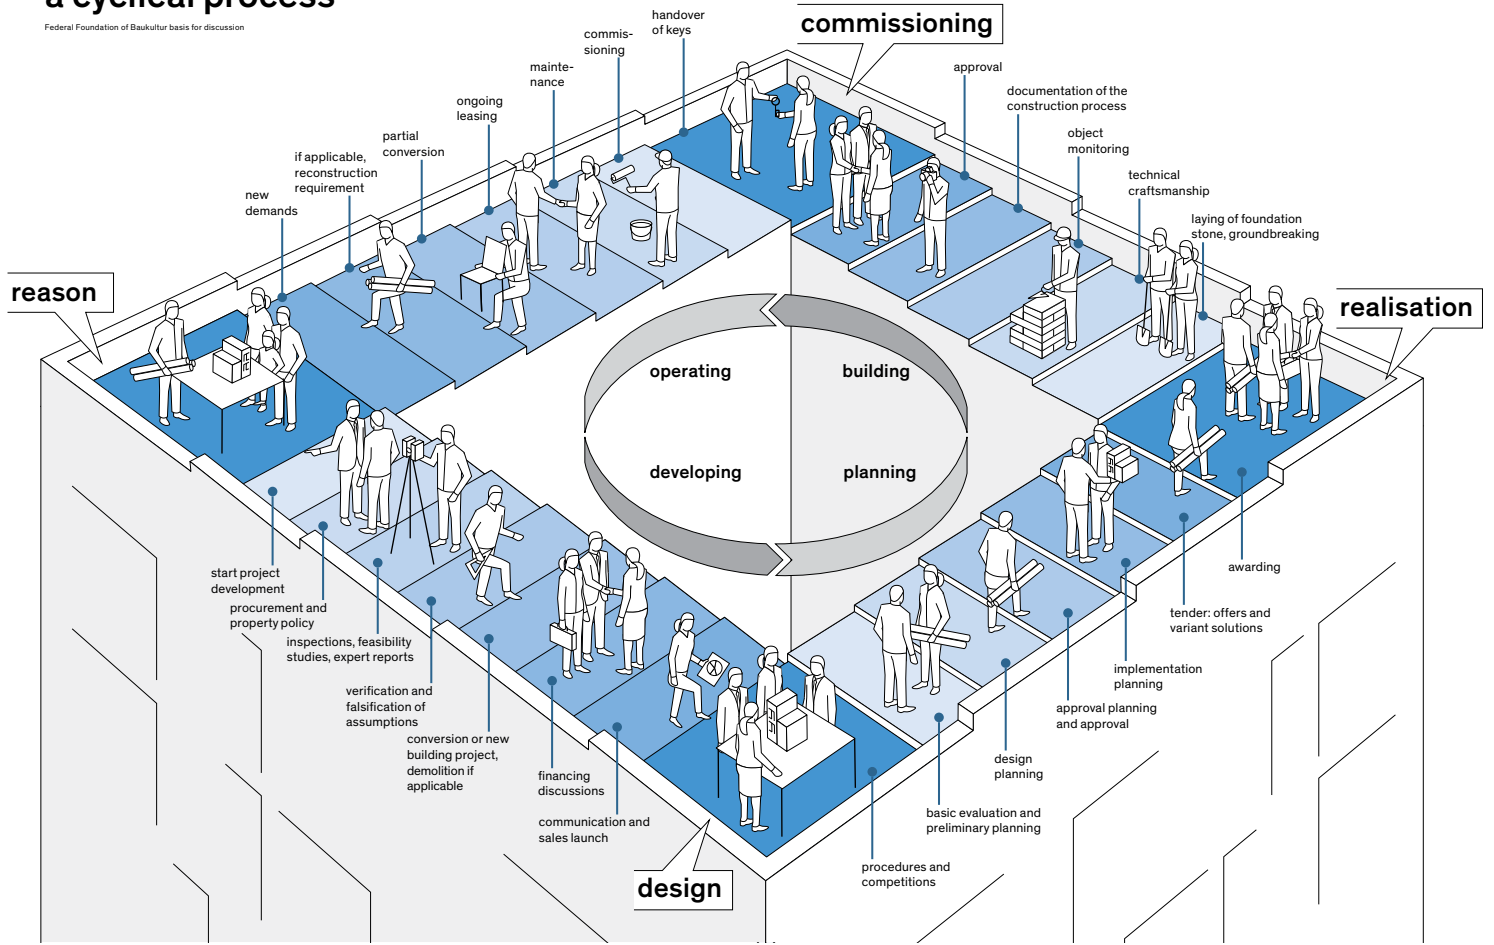 a cyclical process
Federal Foundation of Baukultur basis for discussion
commissioning
handover
of keys
commis-
sioning
mainte-
nance
ongoing
leasing
partial
conversion
if applicable,
reconstruction
requirement
new
demands
reason
approval
documentation of the
construction process
object
monitoring
technical
craftsmanship
laying of foundation
stone, groundbreaking
realisation
operating
building
developing
planning
start project
development
procurement and
property policy
inspections, feasibility
studies, expert reports
verification and
falsification of
assumptions
conversion or new
building project,
demolition if
applicable
financing
discussions
communication and
sales launch
design
procedures and
competitions
basic evaluation and
preliminary planning
design
planning
approval planning
and approval
implementation
planning
tender: offers and
variant solutions
awarding